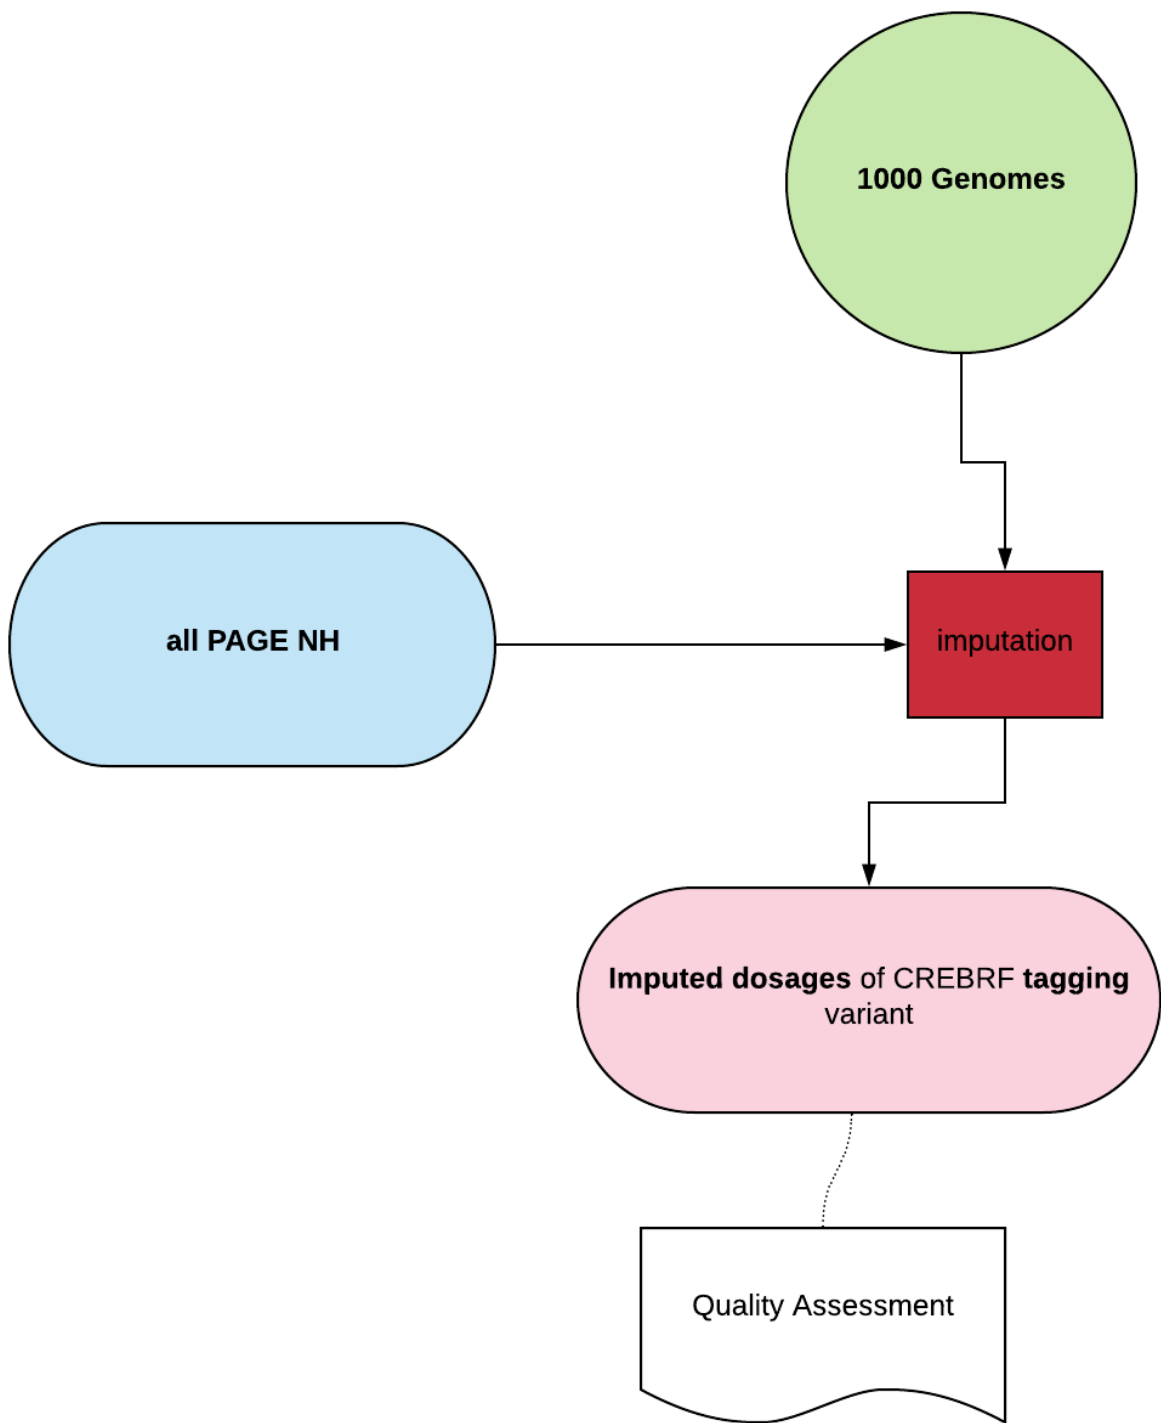 1000 Genomes
all PAGE NH
imputation
Imputed dosages of CREBRF tagging
variant
Quality Assessment